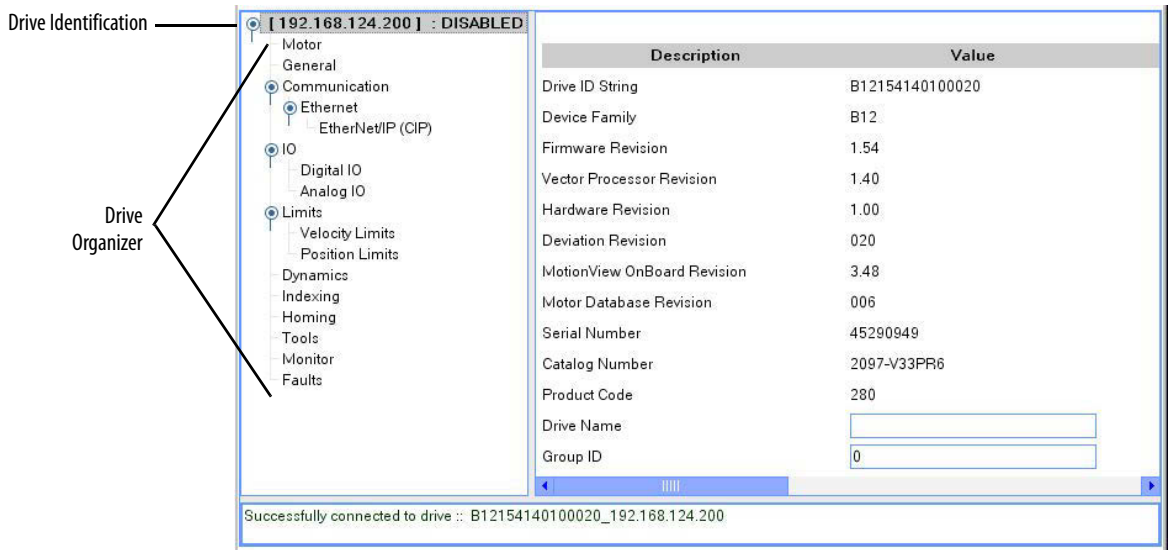 Drive Identification
[ 192.168.124.200 ] : DISABLED
Motor
General
Communication
Ethernet
EtherNet/IP (CIP)
IO
Digital IO
Analog IO
Limits
Velocity Limits
Position Limits
Dynamics
Indexing
Homing
Tools
Monitor
Faults
Drive
Organizer
Description Value
Drive ID String B12154140100020
Device Family B12
Firmware Revision 1.54
Vector Processor Revision 1.40
Hardware Revision 1.00
Deviation Revision 020
MotionView OnBoard Revision 3.48
Motor Database Revision 006
Serial Number 45290949
Catalog Number 2097-V33PR6
Product Code 280
Drive Name
Group ID 0
Successfully connected to drive :: B12154140100020_192.168.124.200